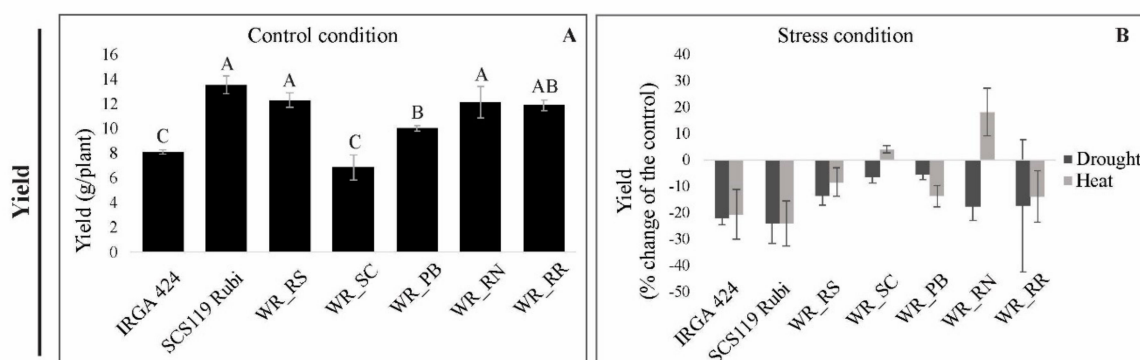 Yield
Control condition
A
Yield (g/plant)
16
14
12
10
8
6
4
2
0
C
A
A
C
B
A
AB
IRGA 424
SCS119 Rubi
WR_RS
WR_SC
WR_PB
WR_RN
WR_RR
Stress condition
B
Yield
(% change of the control)
40
30
20
10
0
-10
-20
-30
-40
-50
Drought
Heat
IRGA 424
SCS119 Rubi
WR_RS
WR_SC
WR_PB
WR_RN
WR_RR